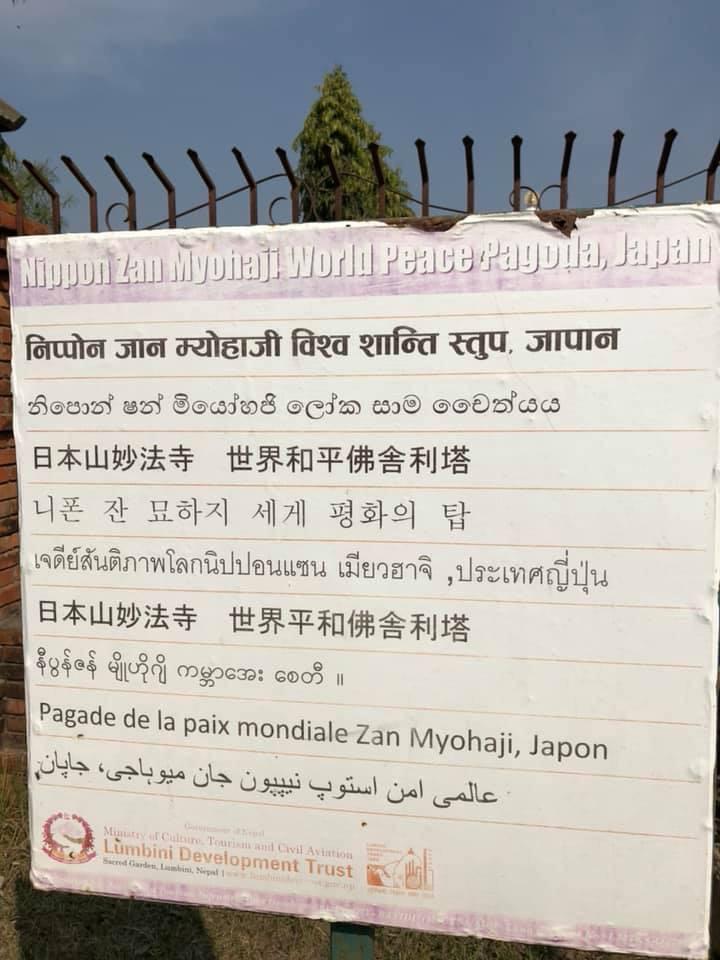 Nippon Zan Myohaji World Peace Pagoda, Japan
निप्पोन जान म्योहाजी विश्व शान्ति स्तुप, जापान
නිපොන් ෂන් මියෝහජි ලෝක සාම චෛත්යය
日本山妙法寺 世界和平佛舍利塔
니폰 잔 묘하지 세게 평화의 탑
เจดีย์สันติภาพโลกนิปปอนแซน เมียวฮาจิ ,ประเทศญี่ปุ่น
日本山妙法寺 世界平和佛舎利塔
နီပွန်ဇန် မျိုဟိုဂျိ ကမ္ဘာအေး စေတီ ။
Pagade de la paix mondiale Zan Myohaji, Japon
عالمی امن استوپ نیپپون جان میوہاجی، جاپان
Government of Nepal
Ministry of Culture, Tourism and Civil Aviation
Lumbini Development Trust
Sacred Garden, Lumbini, Nepal